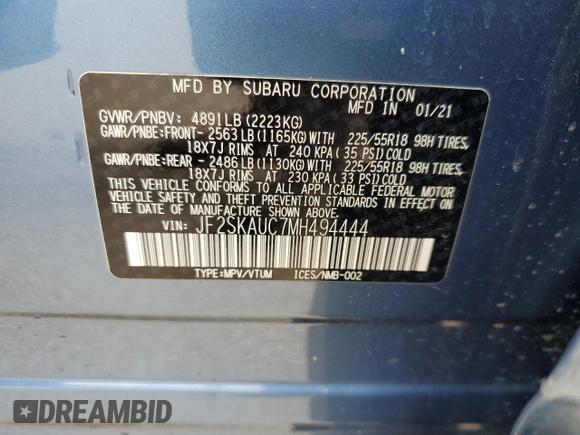 MFD BY SUBARU CORPORATION
GVWR/PNBV: 4891LB (2223KG) MFD IN 01/21
GAWR/PNBE:FRONT- 2563LB (1165KG)WITH 225/55R18 98H TIRES,
18X7J RIMS AT 240 KPA (35 PSI)COLD
GAWR/PNBE:REAR - 2486LB (1130KG)WITH 225/55R18 98H TIRES,
18X7J RIMS AT 230 KPA (33 PSI)COLD
THIS VEHICLE CONFORMS TO ALL APPLICABLE FEDERAL MOTOR
VEHICLE SAFETY AND THEFT PREVENTION STANDARDS IN EFFECT ON
THE DATE OF MANUFACTURE SHOWN ABOVE.
VIN: JF2SKAUC7MH494444
TYPE:MPV/VTUM ICES/NMB-002
DREAMBID